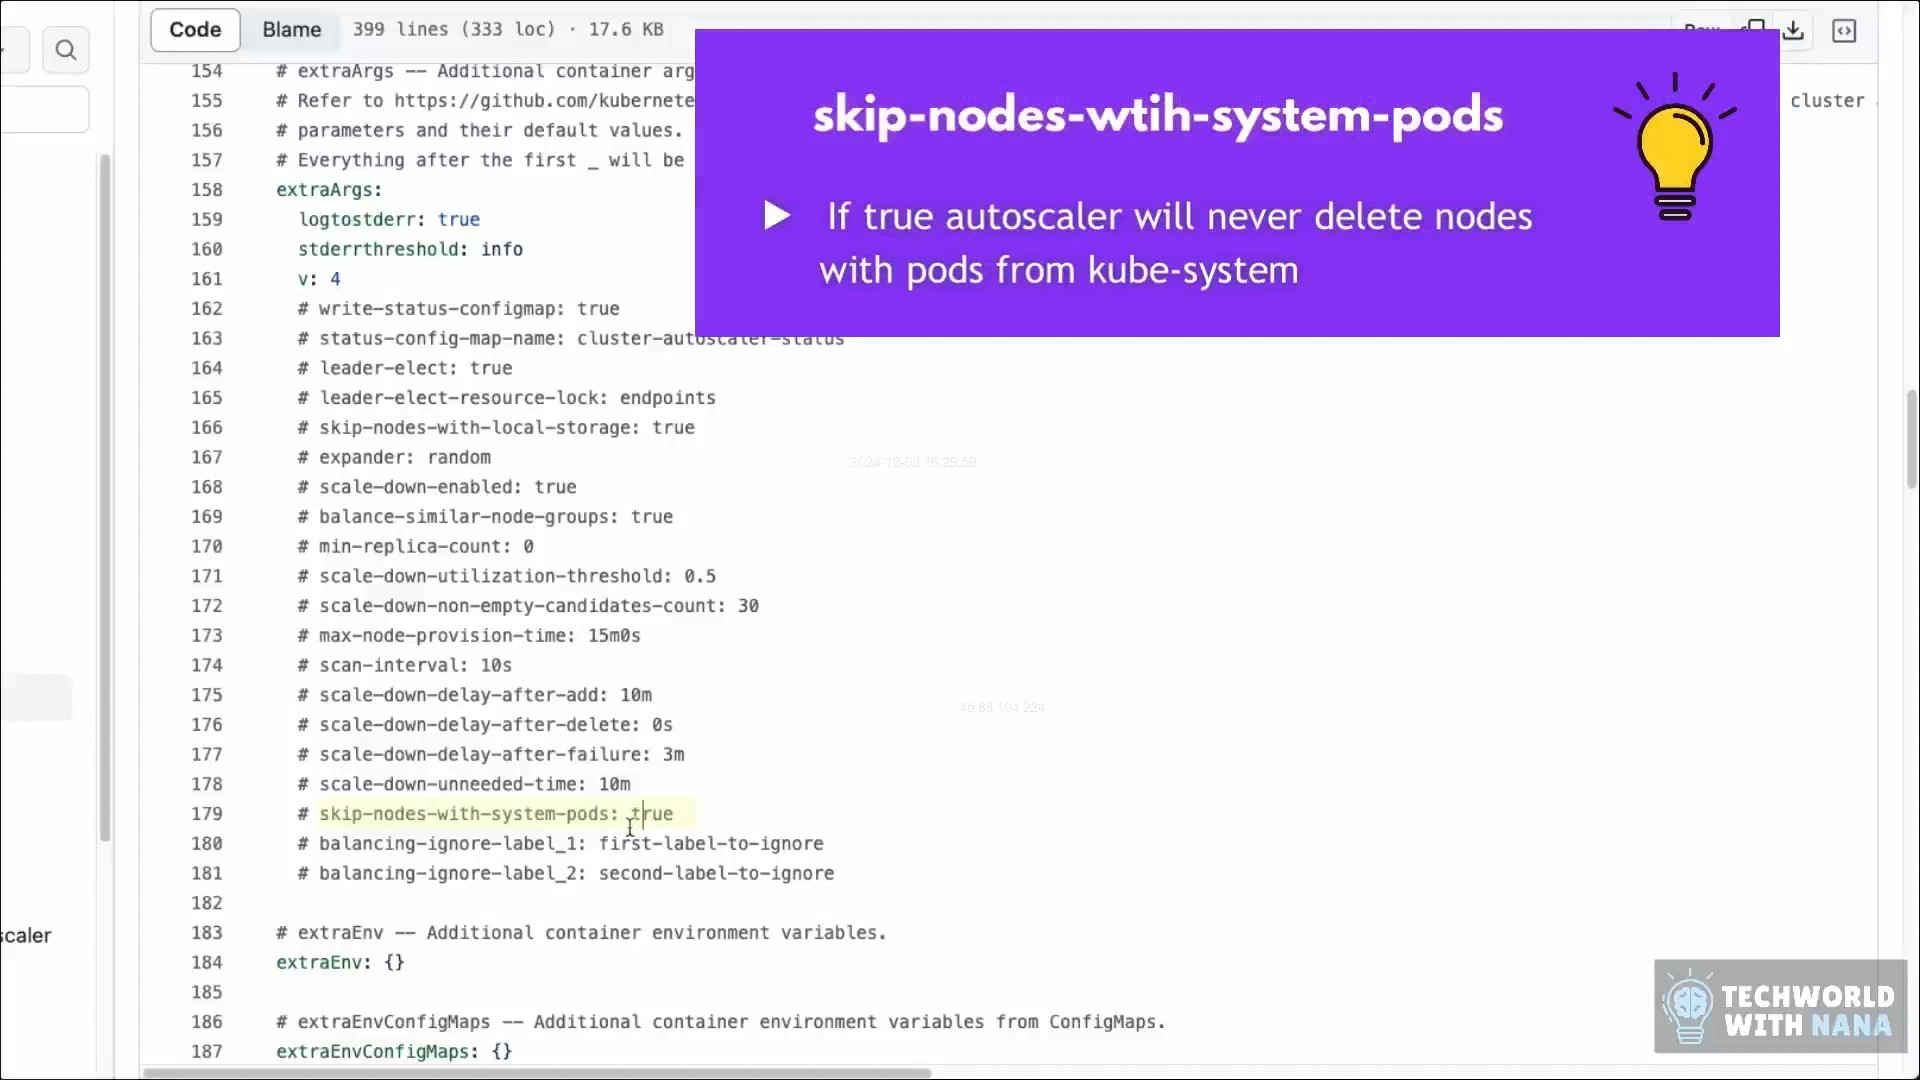 Code Blame 399 lines (333 loc) · 17.6 KB
154 # extraArgs -- Additional container arg
155 # Refer to https://github.com/kubernete
cluster
156 # parameters and their default values.
157 # Everything after the first _ will be
158 extraArgs:
159 logtostderr: true
160 stderrthreshold: info
161 v: 4
162 # write-status-configmap: true
163 # status-config-map-name: cluster-autoscaler-status
164 # leader-elect: true
165 # leader-elect-resource-lock: endpoints
166 # skip-nodes-with-local-storage: true
167 # expander: random
168 # scale-down-enabled: true
169 # balance-similar-node-groups: true
170 # min-replica-count: 0
171 # scale-down-utilization-threshold: 0.5
172 # scale-down-non-empty-candidates-count: 30
173 # max-node-provision-time: 15m0s
174 # scan-interval: 10s
175 # scale-down-delay-after-add: 10m
176 # scale-down-delay-after-delete: 0s
177 # scale-down-delay-after-failure: 3m
178 # scale-down-unneeded-time: 10m
179 # skip-nodes-with-system-pods: true
180 # balancing-ignore-label_1: first-label-to-ignore
181 # balancing-ignore-label_2: second-label-to-ignore
182
183 # extraEnv -- Additional container environment variables.
184 extraEnv: {}
185
186 # extraEnvConfigMaps -- Additional container environment variables from ConfigMaps.
187 extraEnvConfigMaps: {}
skip-nodes-wtih-system-pods
If true autoscaler will never delete nodes
with pods from kube-system
2024-12-03 16:29:59
45.88.104.224
scaler
TECHWORLD
WITH NANA